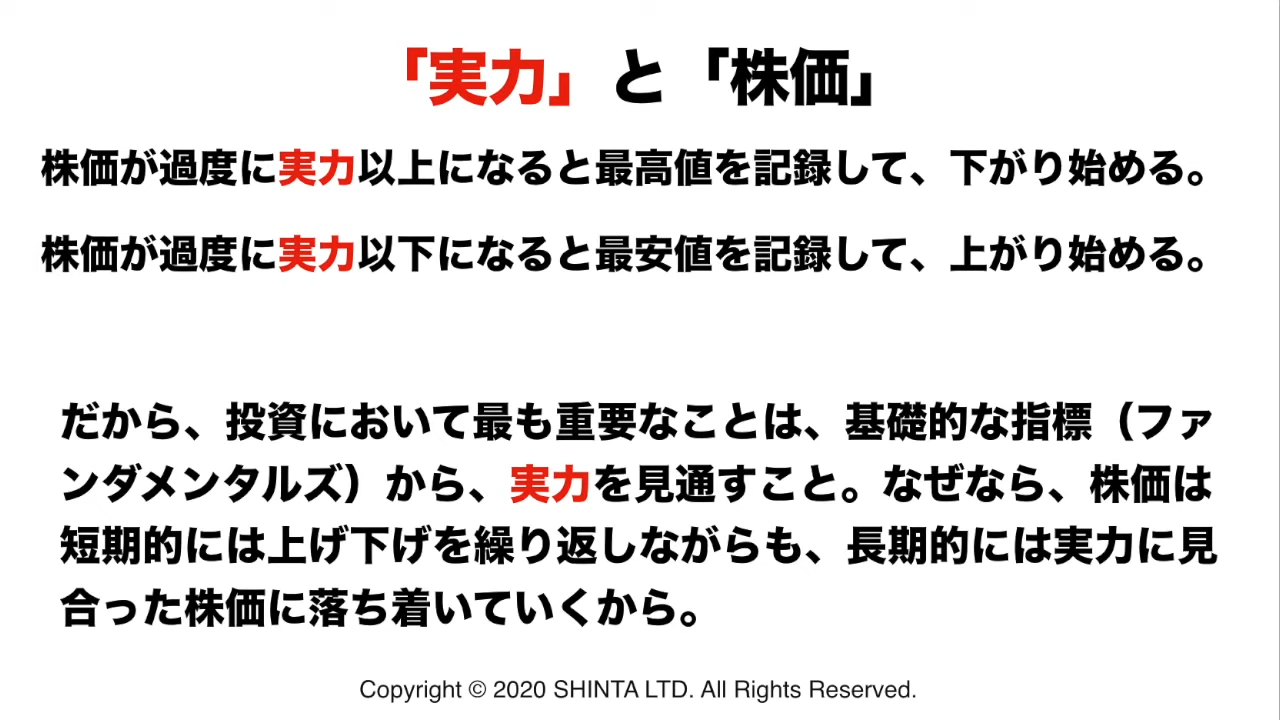 「実力」と「株価」
株価が過度に実力以上になると最高値を記録して、下がり始める。
株価が過度に実力以下になると最安値を記録して、上がり始める。
だから、投資において最も重要なことは、基礎的な指標（ファ
ンダメンタルズ）から、実力を見通すこと。なぜなら、株価は
短期的には上げ下げを繰り返しながらも、長期的には実力に見
合った株価に落ち着いていくから。
Copyright © 2020 SHINTA LTD. All Rights Reserved.